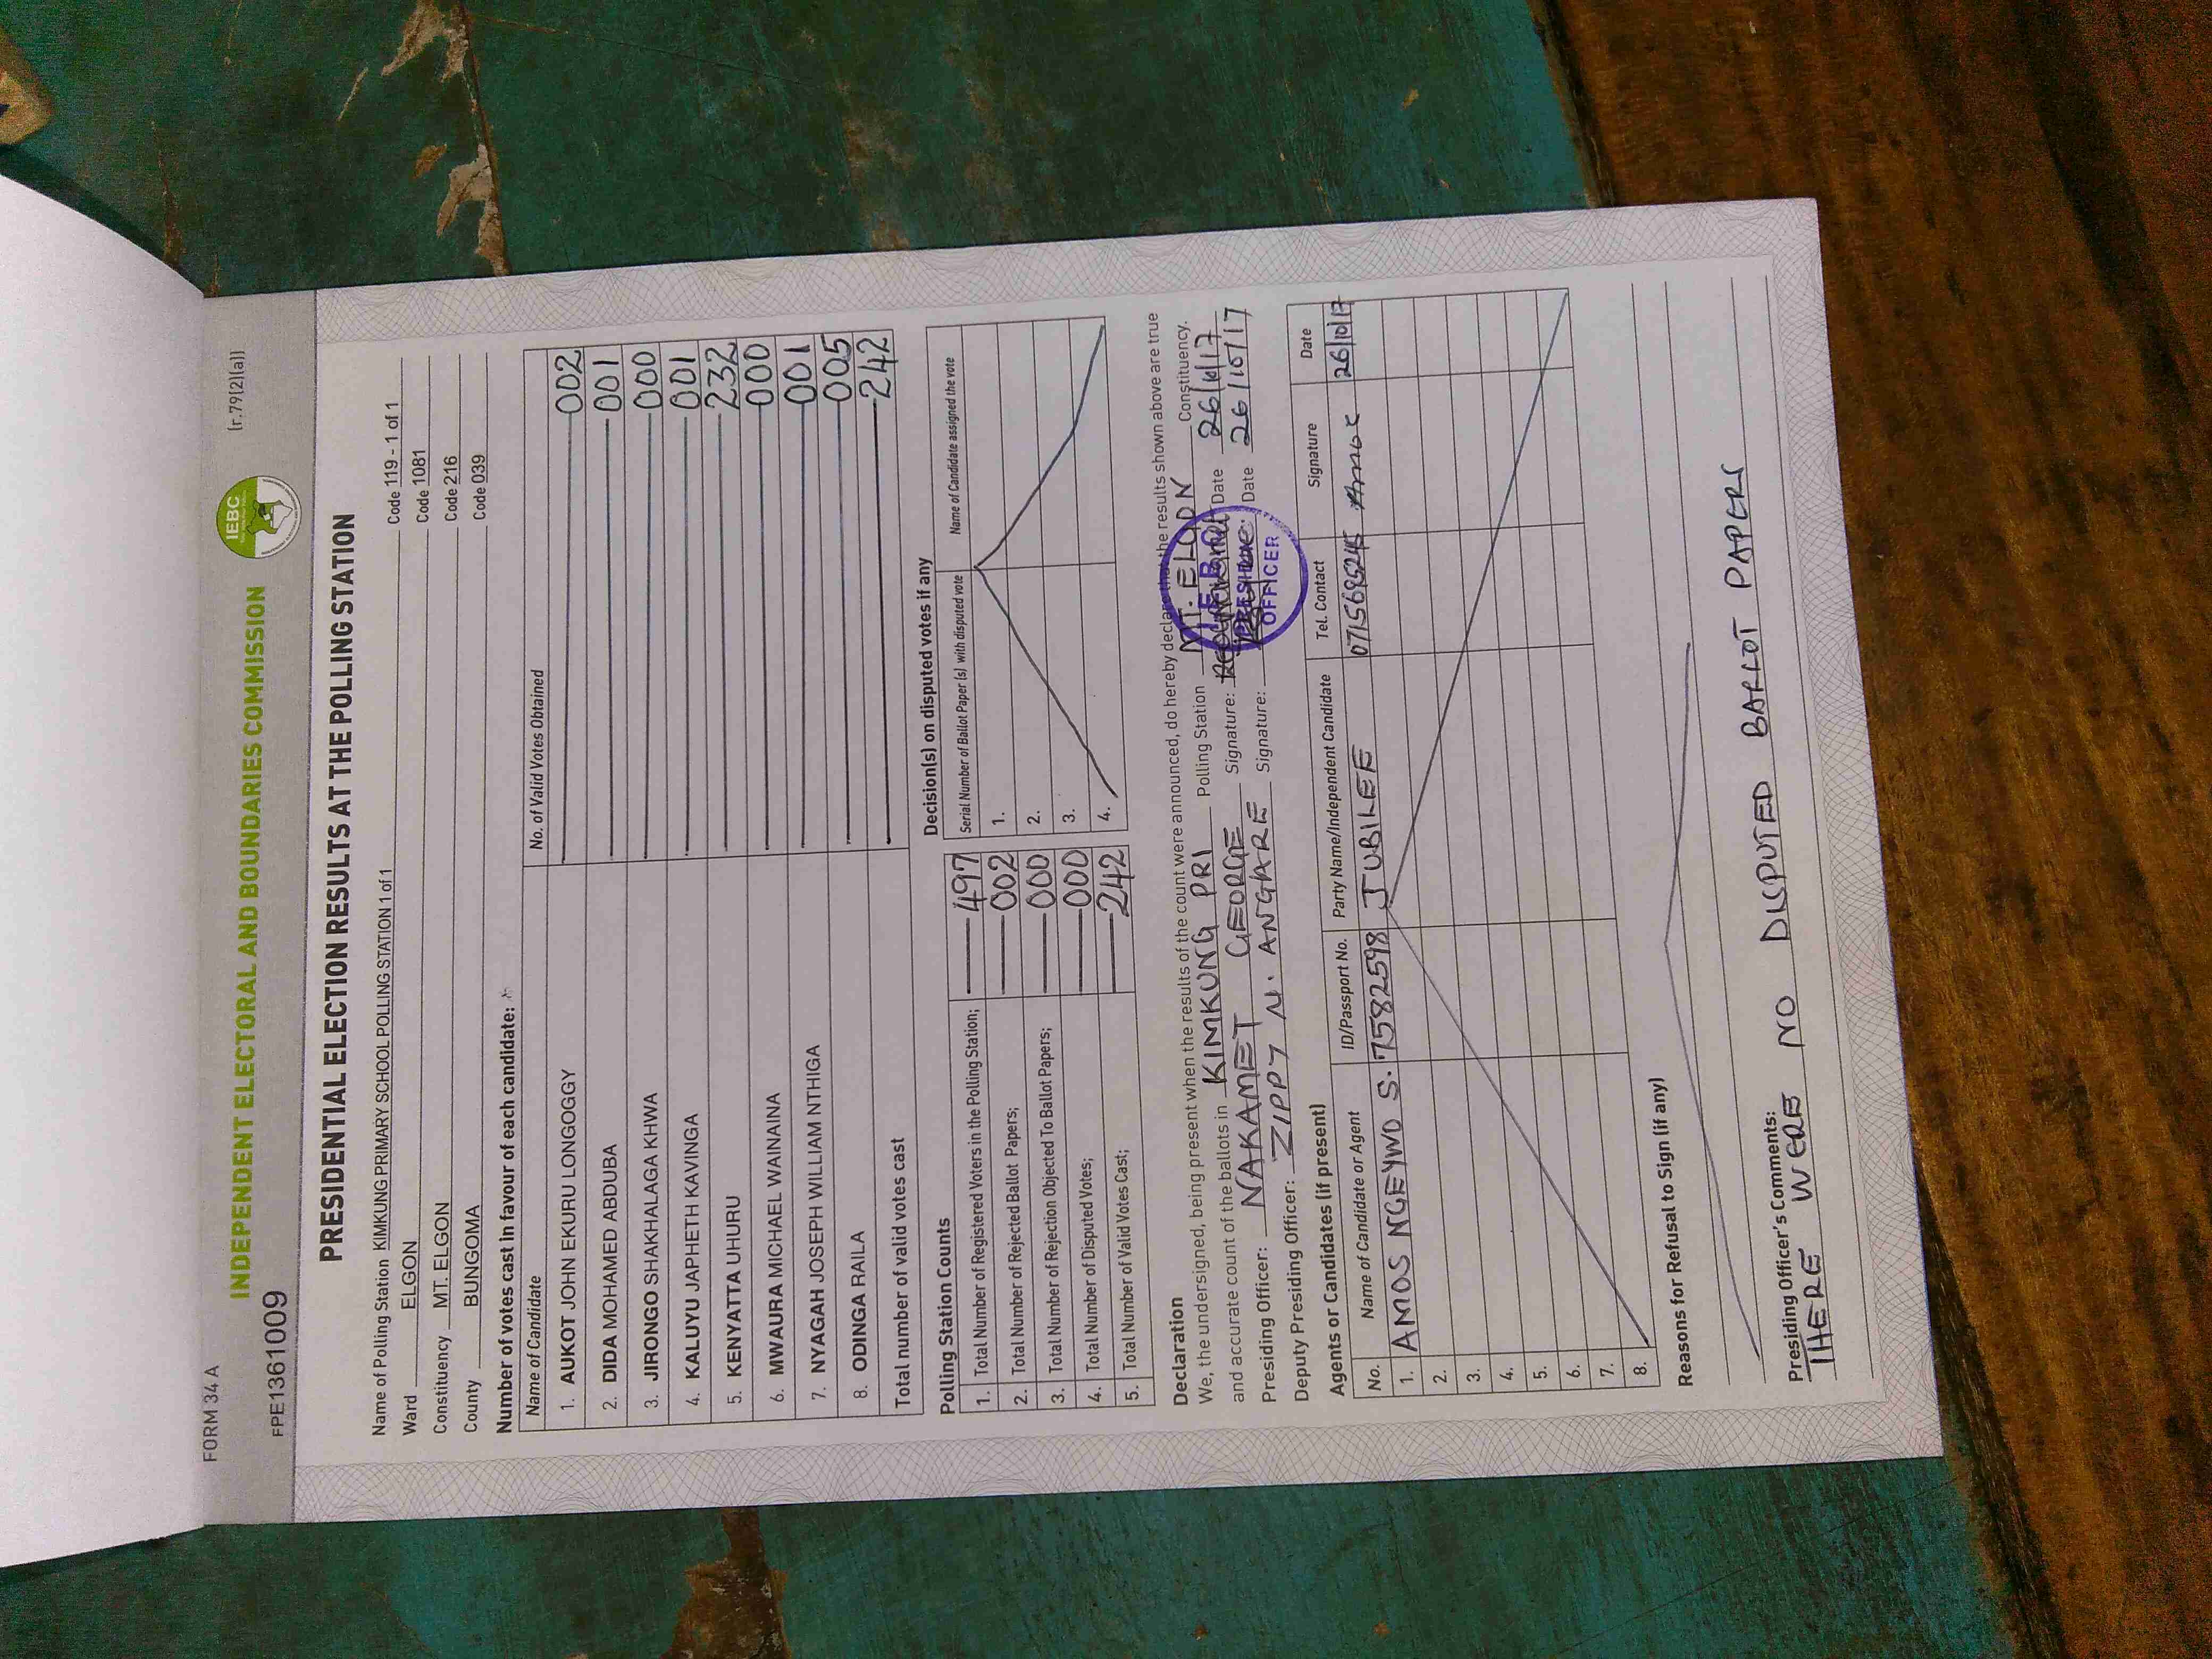 FORM 34 A
INDEPENDENT ELECTORAL AND BOUNDARIES COMMISSION
IEBC
(r.79(2)(a))
FPE1361009
PRESIDENTIAL ELECTION RESULTS AT THE POLLING STATION
Name of Polling Station KIMKUNG PRIMARY SCHOOL POLLING STATION 1 of 1 Code 119 - 1 of 1
Ward ELGON Code 1081
Constituency MT. ELGON Code 216
County BUNGOMA Code 039
Number of votes cast in favour of each candidate:
Name of Candidate No. of Valid Votes Obtained
1. AUKOT JOHN EKURU LONGOGGY 002
2. DIDA MOHAMED ABDUBA 001
3. JIRONGO SHAKHALAGA KHWA 000
4. KALUYU JAPHETH KAVINGA 001
5. KENYATTA UHURU 232
6. MWAURA MICHAEL WAINAINA 000
7. NYAGAH JOSEPH WILLIAM NTHIGA 001
8. ODINGA RAILA 005
Total number of valid votes cast 242
Polling Station Counts
1. Total Number of Registered Voters in the Polling Station; 497
2. Total Number of Rejected Ballot Papers; 002
3. Total Number of Rejection Objected To Ballot Papers; 000
4. Total Number of Disputed Votes; 000
5. Total Number of Valid Votes Cast; 242
Decision(s) on disputed votes if any
Serial Number of Ballot Paper (s) with disputed vote Name of Candidate assigned the vote
1.
2.
3.
4.
Declaration
We, the undersigned, being present when the results of the count were announced, do hereby declare that the results shown above are true
and accurate count of the ballots in KIMKUNG PRI Polling Station MT. ELGON Constituency.
Presiding Officer: NAKAMET GEORGE Signature: Date 26/10/17
Deputy Presiding Officer: ZIPPY N. ANGARE Signature: Date 26/10/17
I.E.B.C
PRESIDING
OFFICER
Agents or Candidates (if present)
No. Name of Candidate or Agent ID/Passport No. Party Name/Independent Candidate Tel. Contact Signature Date
1. AMOS NGEYWO S. 7582598 JUBILEE 0715695245 26/10/17
2.
3.
4.
5.
6.
7.
8.
Reasons for Refusal to Sign (if any)
Presiding Officer's Comments:
THERE WERE NO DISPUTED BALLOT PAPERS